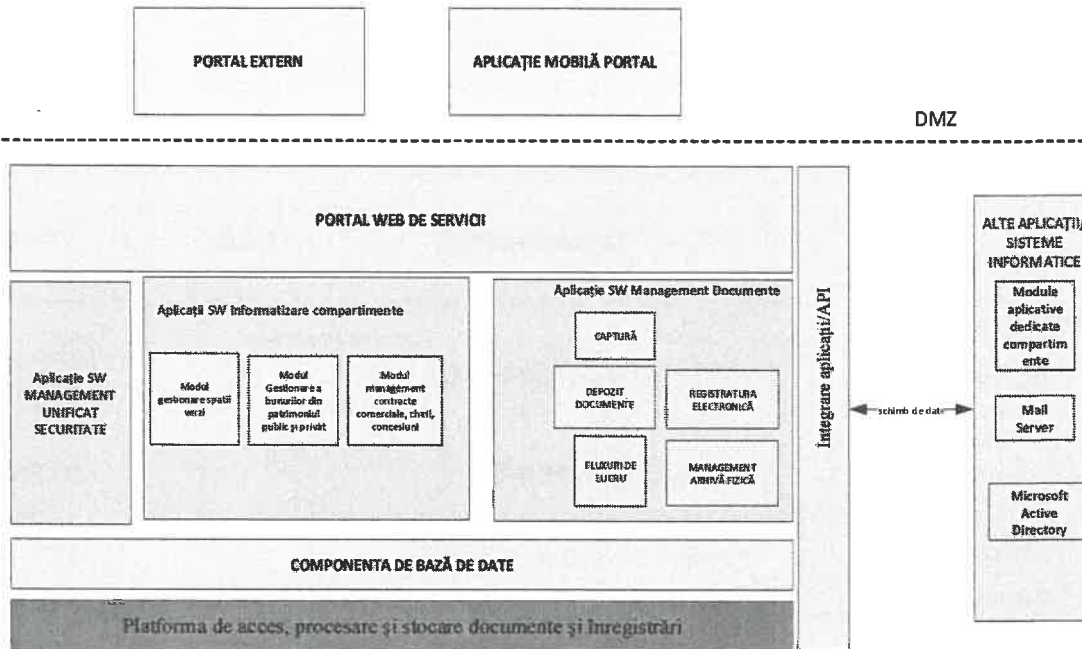 PORTAL EXTERN
APLICAȚIE MOBILĂ PORTAL
DMZ
PORTAL WEB DE SERVICII
Aplicație SW
MANAGEMENT
UNIFICAT
SECURITATE
Aplicații SW Informatizare compartimente
Modul
gestionare spatii
verzi
Modul
Gestionare a
bunurilor din
patrimoniul
public și privat
Modul
management
contracte
comerciale, chirii,
concesiuni
Aplicație SW Management Documente
CAPTURĂ
DEPOZIT
DOCUMENTE
REGISTRATURA
ELECTRONICĂ
FLUXURI DE
LUCRU
MANAGEMENT
ARHIVĂ FIZICĂ
COMPONENTA DE BAZĂ DE DATE
Platforma de acces, procesare și stocare documente și înregistrări
Integrare aplicații/API
schimb de date
ALTE APLICAȚII/
SISTEME
INFORMATICE
Module
aplicative
dedicate
compartim
ente
Mail
Server
Microsoft
Active
Directory